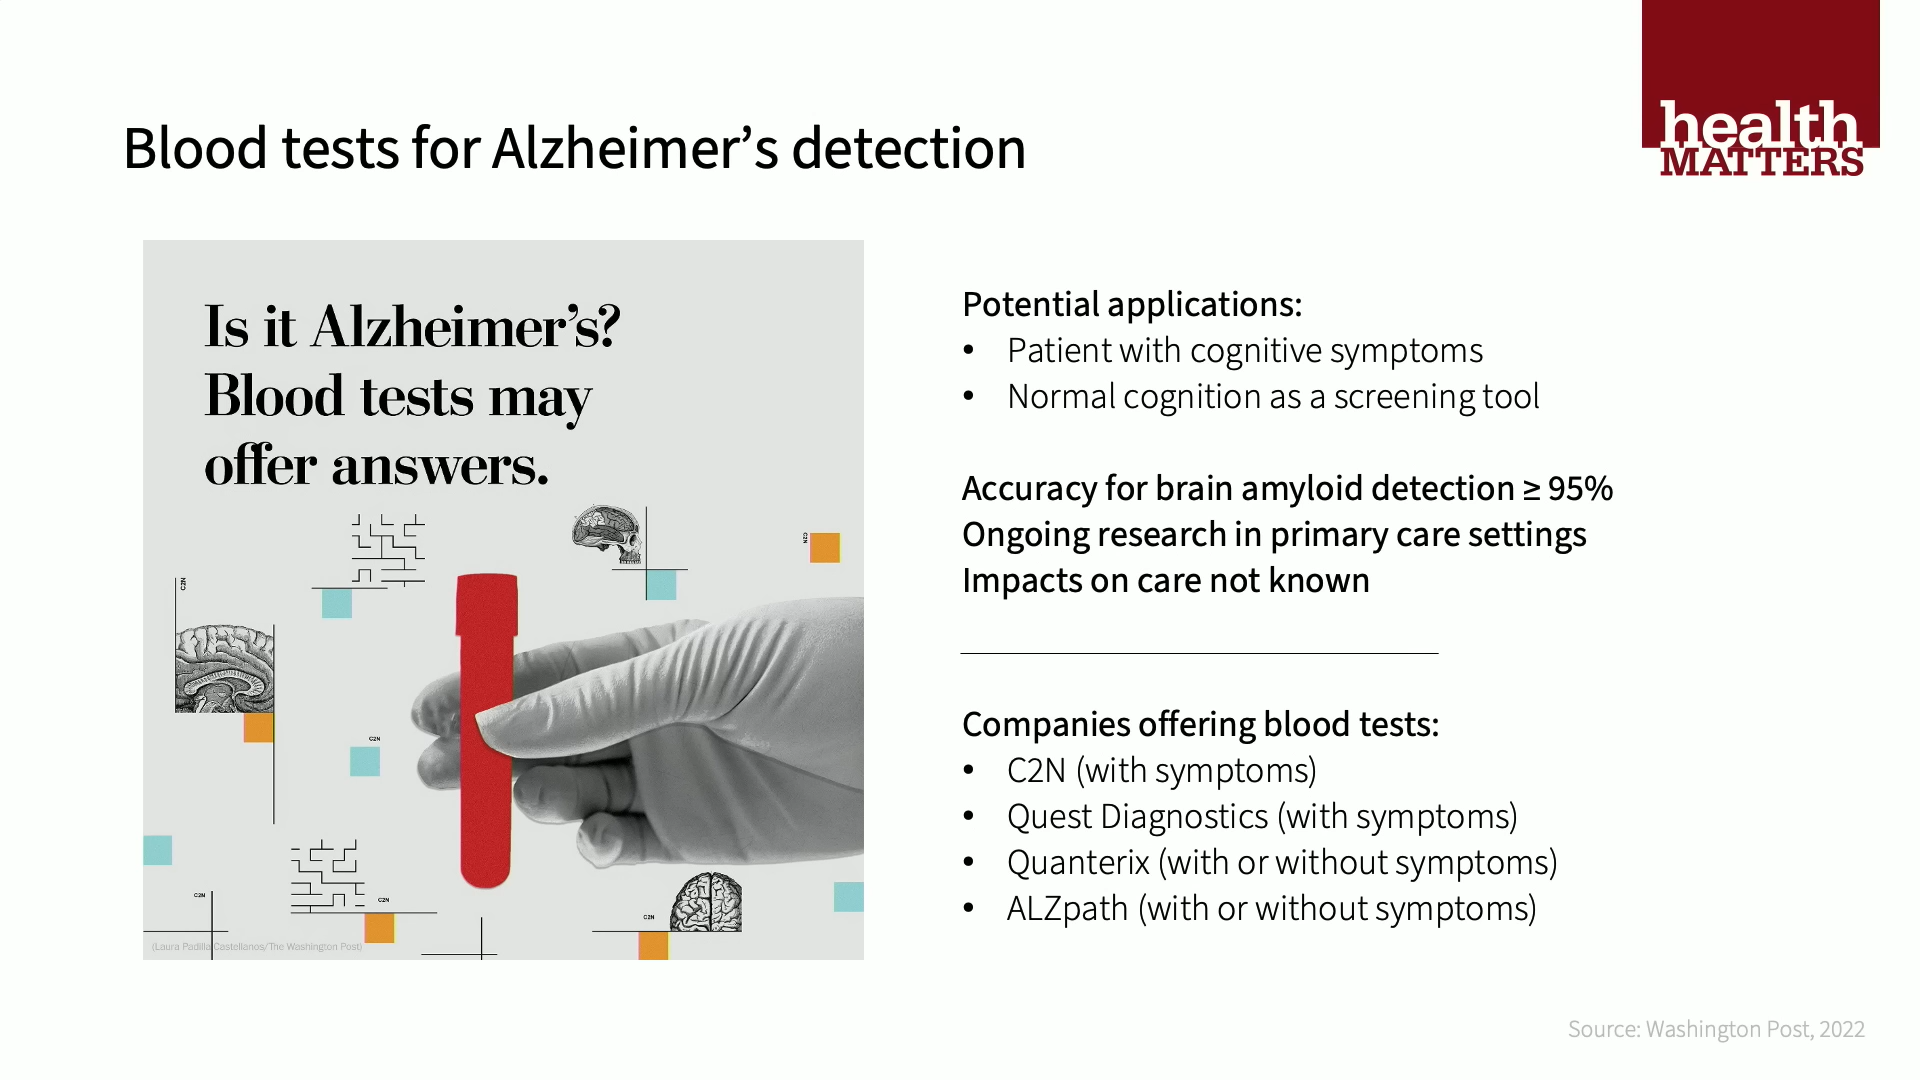 health
MATTERS
Blood tests for Alzheimer’s detection
Is it Alzheimer’s?
Blood tests may
offer answers.
C2N
C2N
C2N
C2N
C2N
C2N
(Laura Padilla Castellanos/The Washington Post)
Potential applications:
• Patient with cognitive symptoms
• Normal cognition as a screening tool
Accuracy for brain amyloid detection ≥ 95%
Ongoing research in primary care settings
Impacts on care not known
Companies offering blood tests:
• C2N (with symptoms)
• Quest Diagnostics (with symptoms)
• Quanterix (with or without symptoms)
• ALZpath (with or without symptoms)
Source: Washington Post, 2022